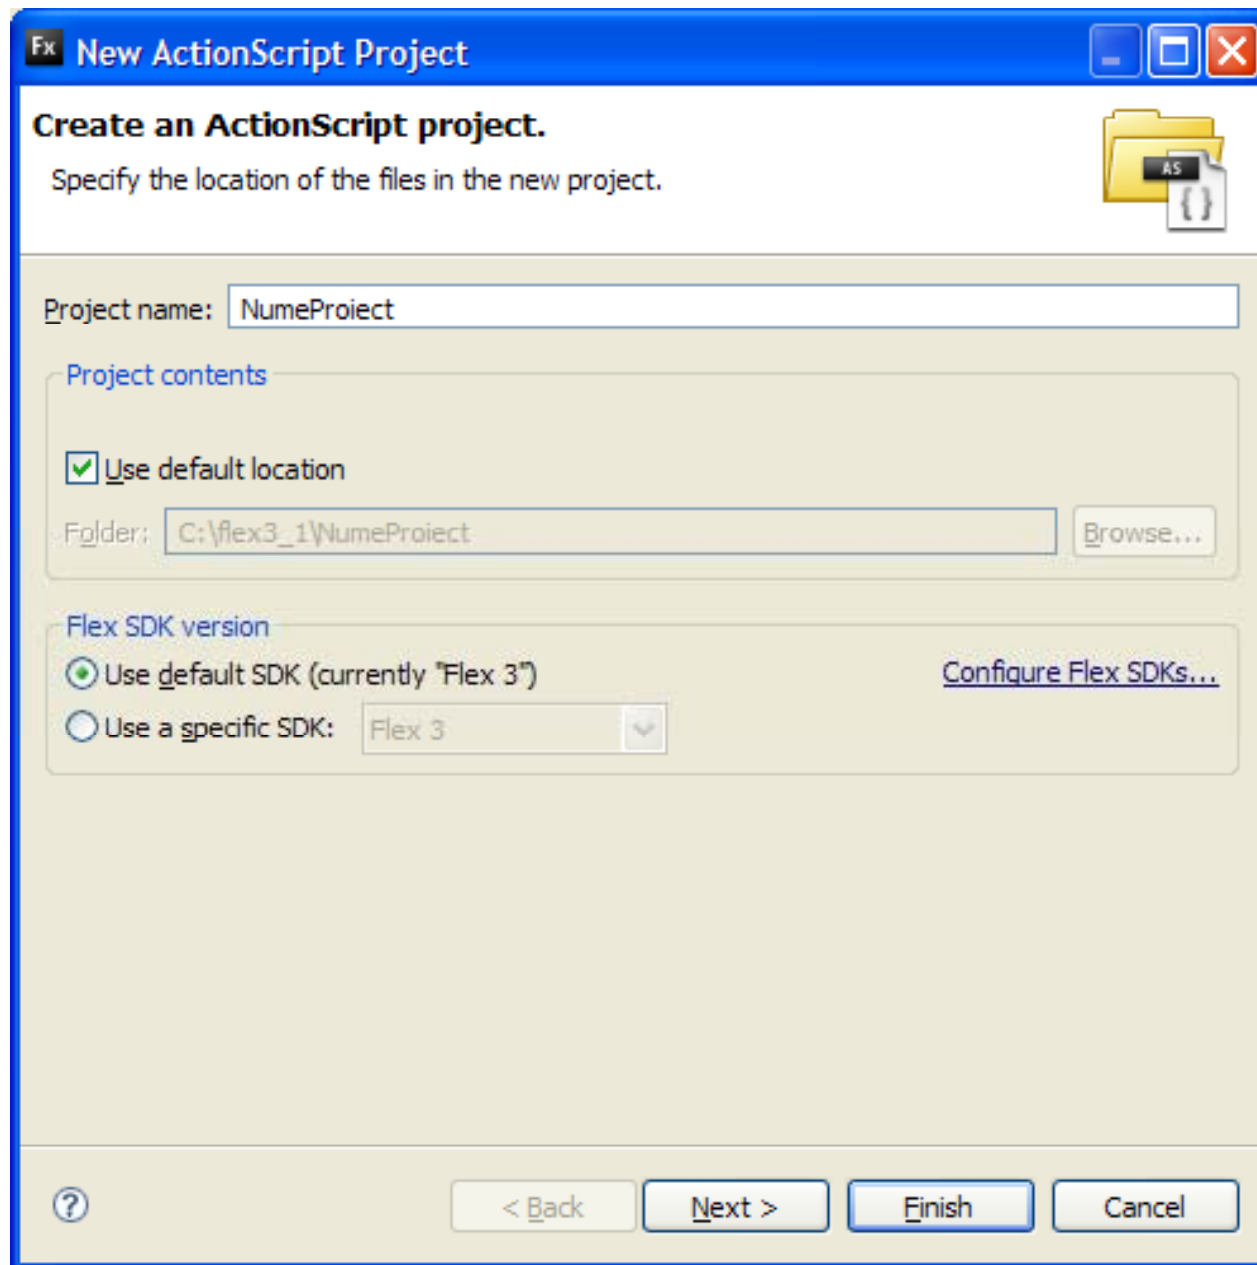 Fx New ActionScript Project
Create an ActionScript project.
Specify the location of the files in the new project.
AS
{ }
Project name: NumeProiect
Project contents
Use default location
Folder: C:\flex3_1\NumeProiect Browse...
Flex SDK version
Use default SDK (currently "Flex 3") Configure Flex SDKs...
Use a specific SDK: Flex 3
? < Back Next > Finish Cancel